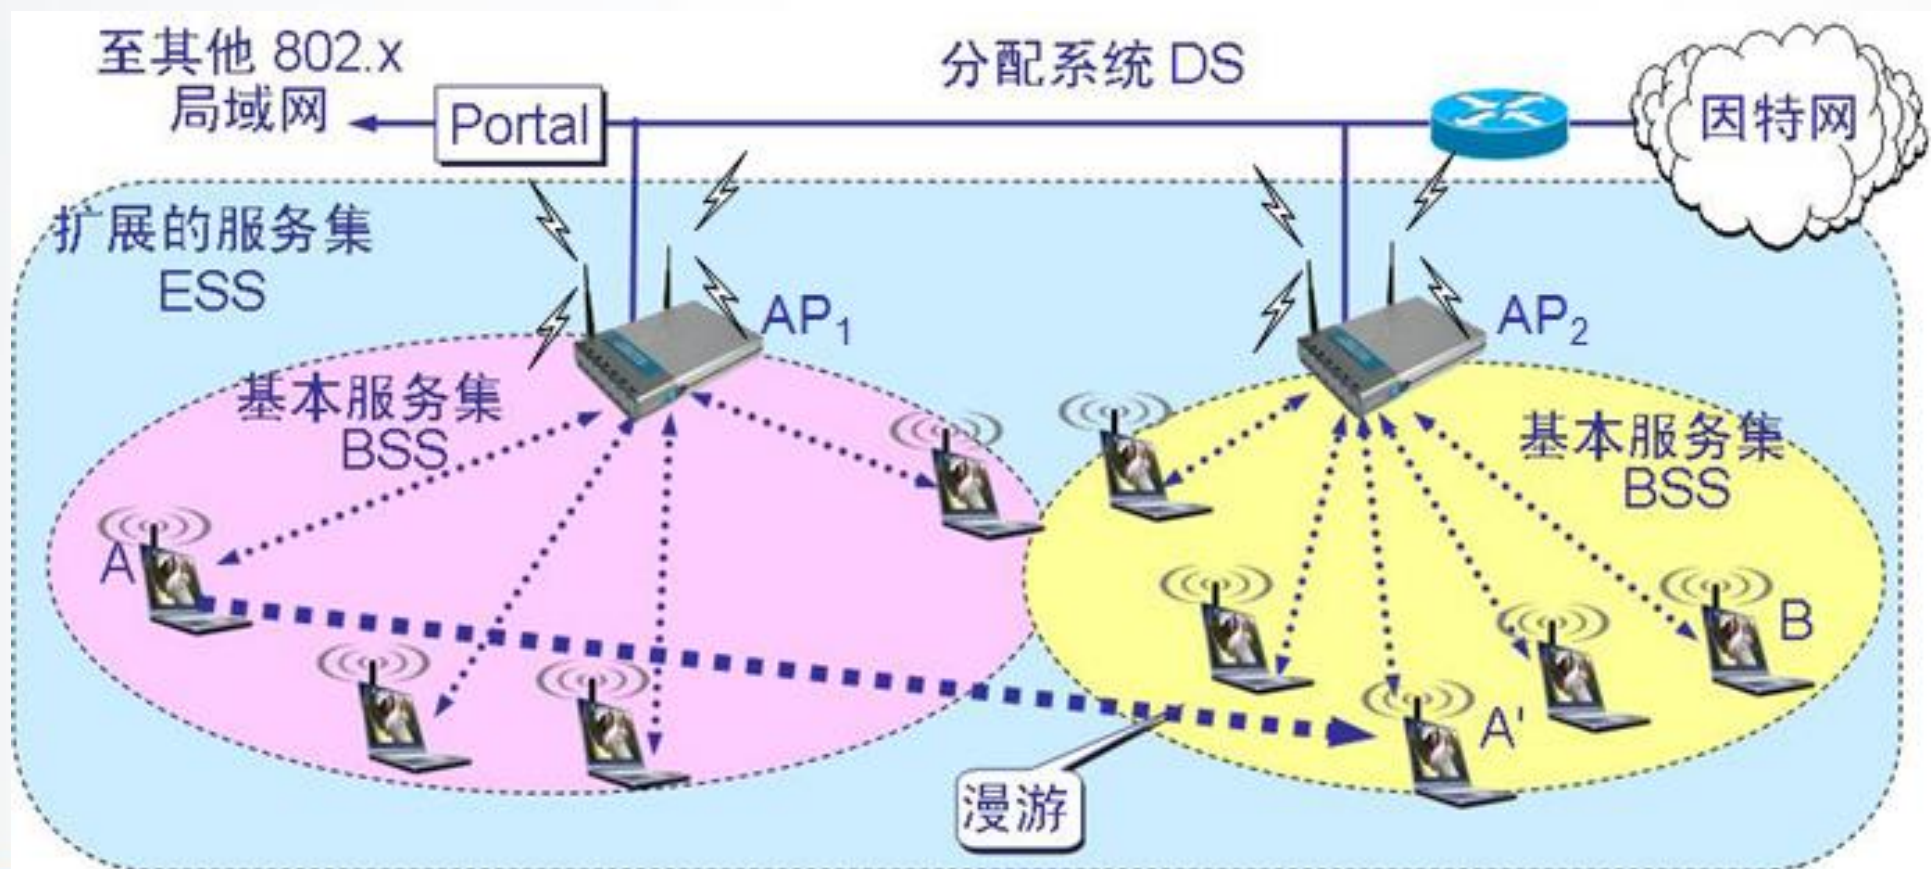 至其他 802.x
局域网
Portal
分配系统 DS
因特网
扩展的服务集
ESS
AP₁
AP₂
基本服务集
BSS
基本服务集
BSS
A
B
A'
漫游